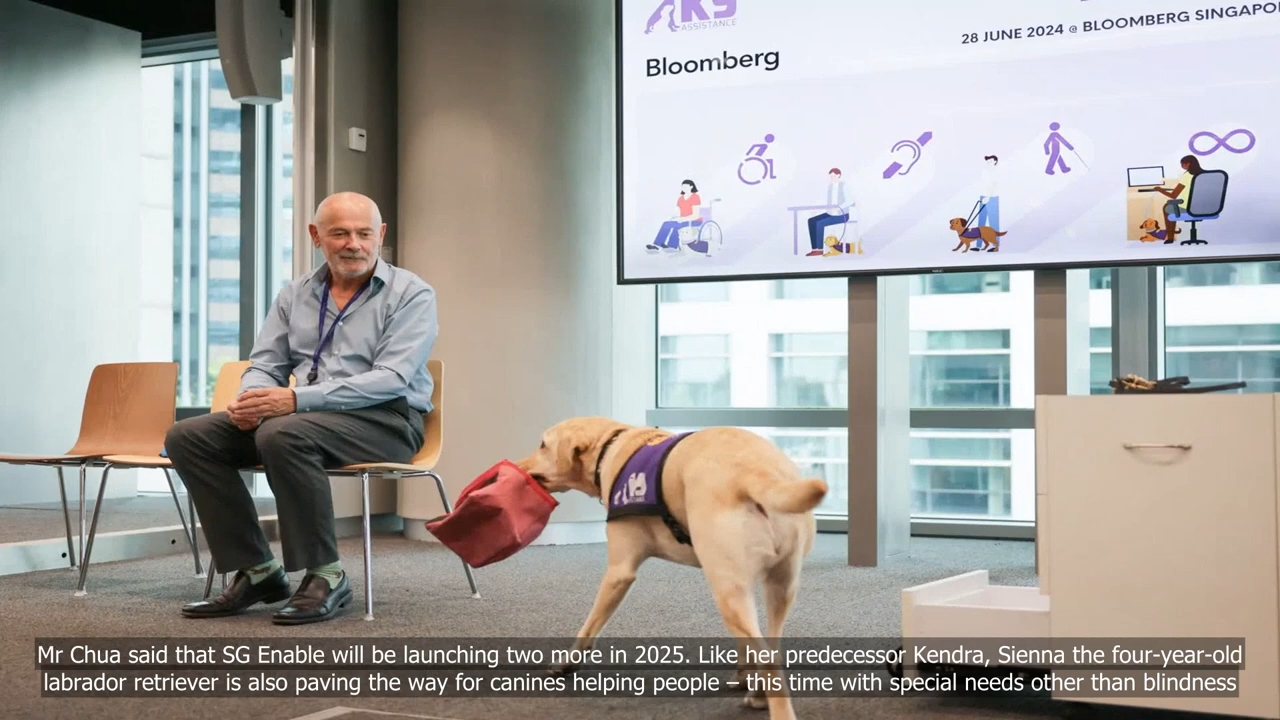 K9
ASSISTANCE
28 JUNE 2024 @ BLOOMBERG SINGAPO
Bloomberg
K9
Mr Chua said that SG Enable will be launching two more in 2025. Like her predecessor Kendra, Sienna the four-year-old
labrador retriever is also paving the way for canines helping people – this time with special needs other than blindness